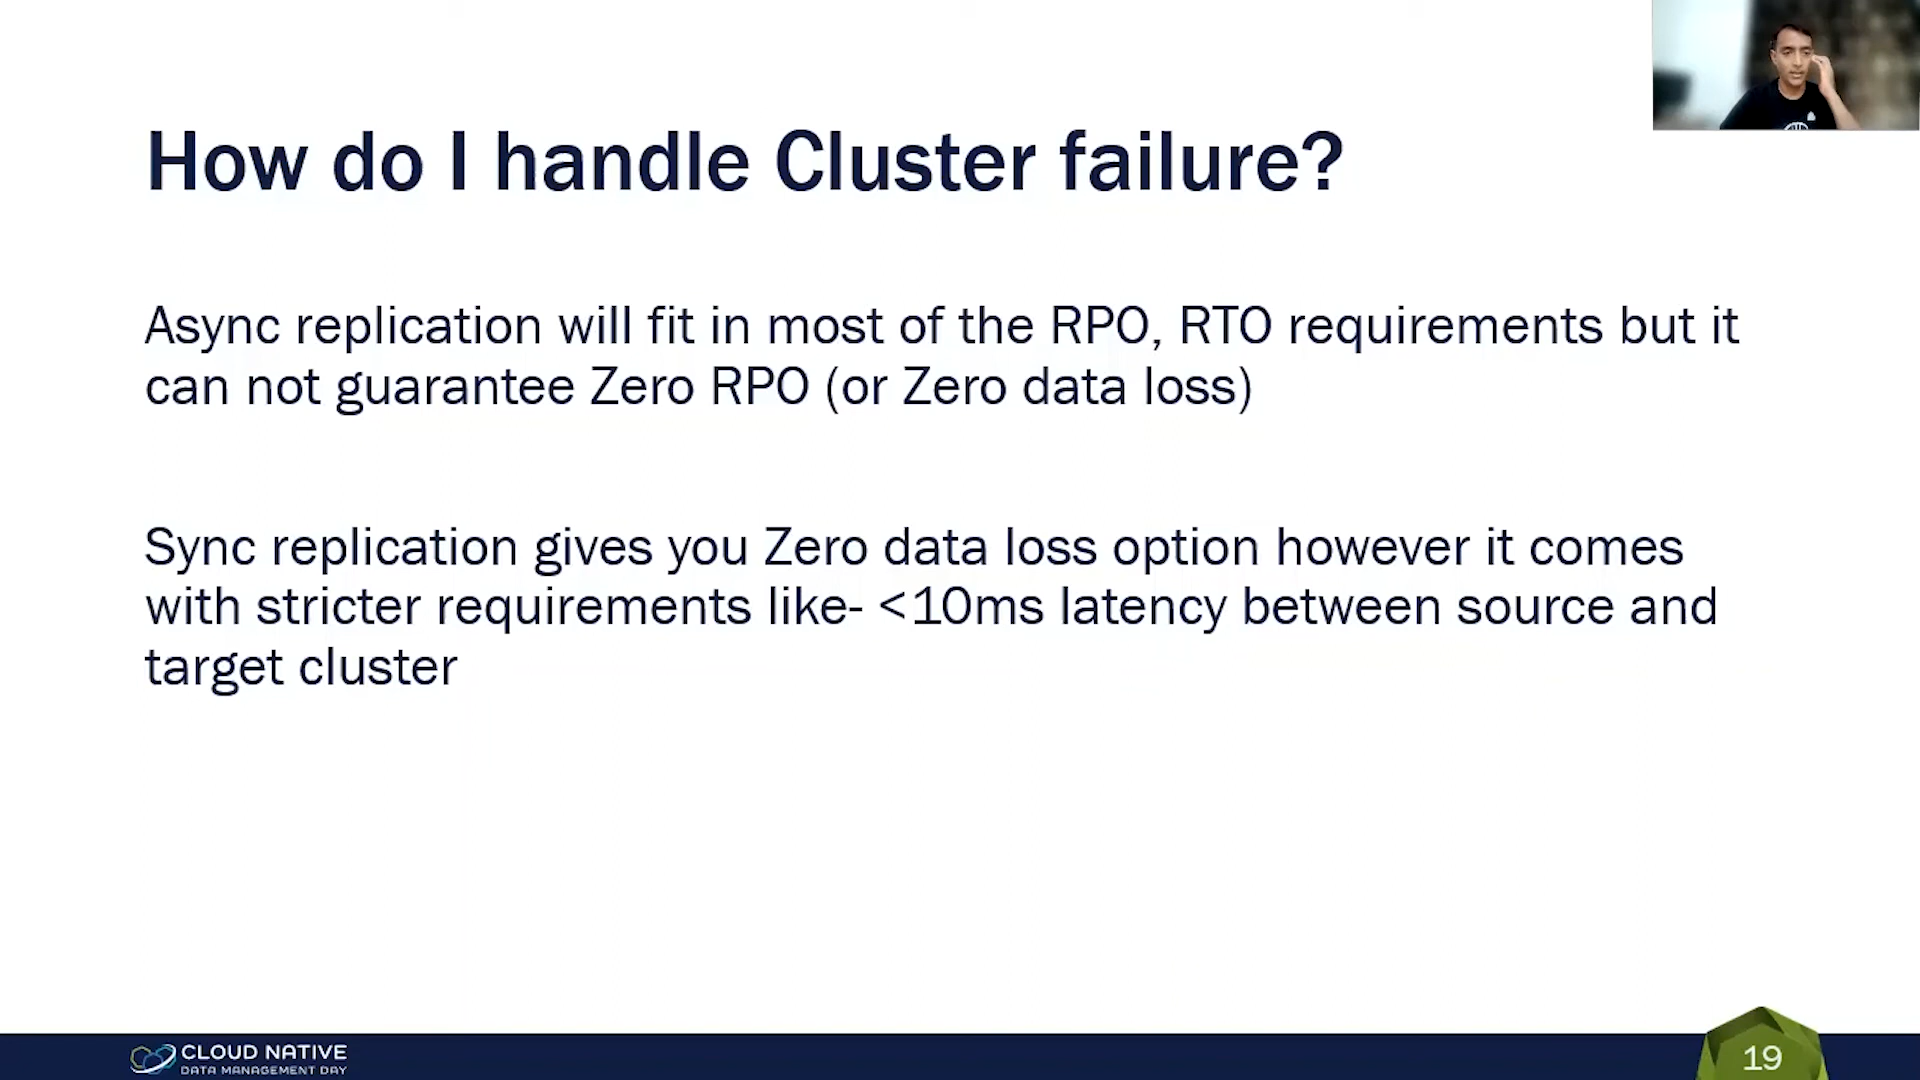 How do I handle Cluster failure?
Async replication will fit in most of the RPO, RTO requirements but it
can not guarantee Zero RPO (or Zero data loss)
Sync replication gives you Zero data loss option however it comes
with stricter requirements like- <10ms latency between source and
target cluster
CLOUD NATIVE
DATA MANAGEMENT DAY
19